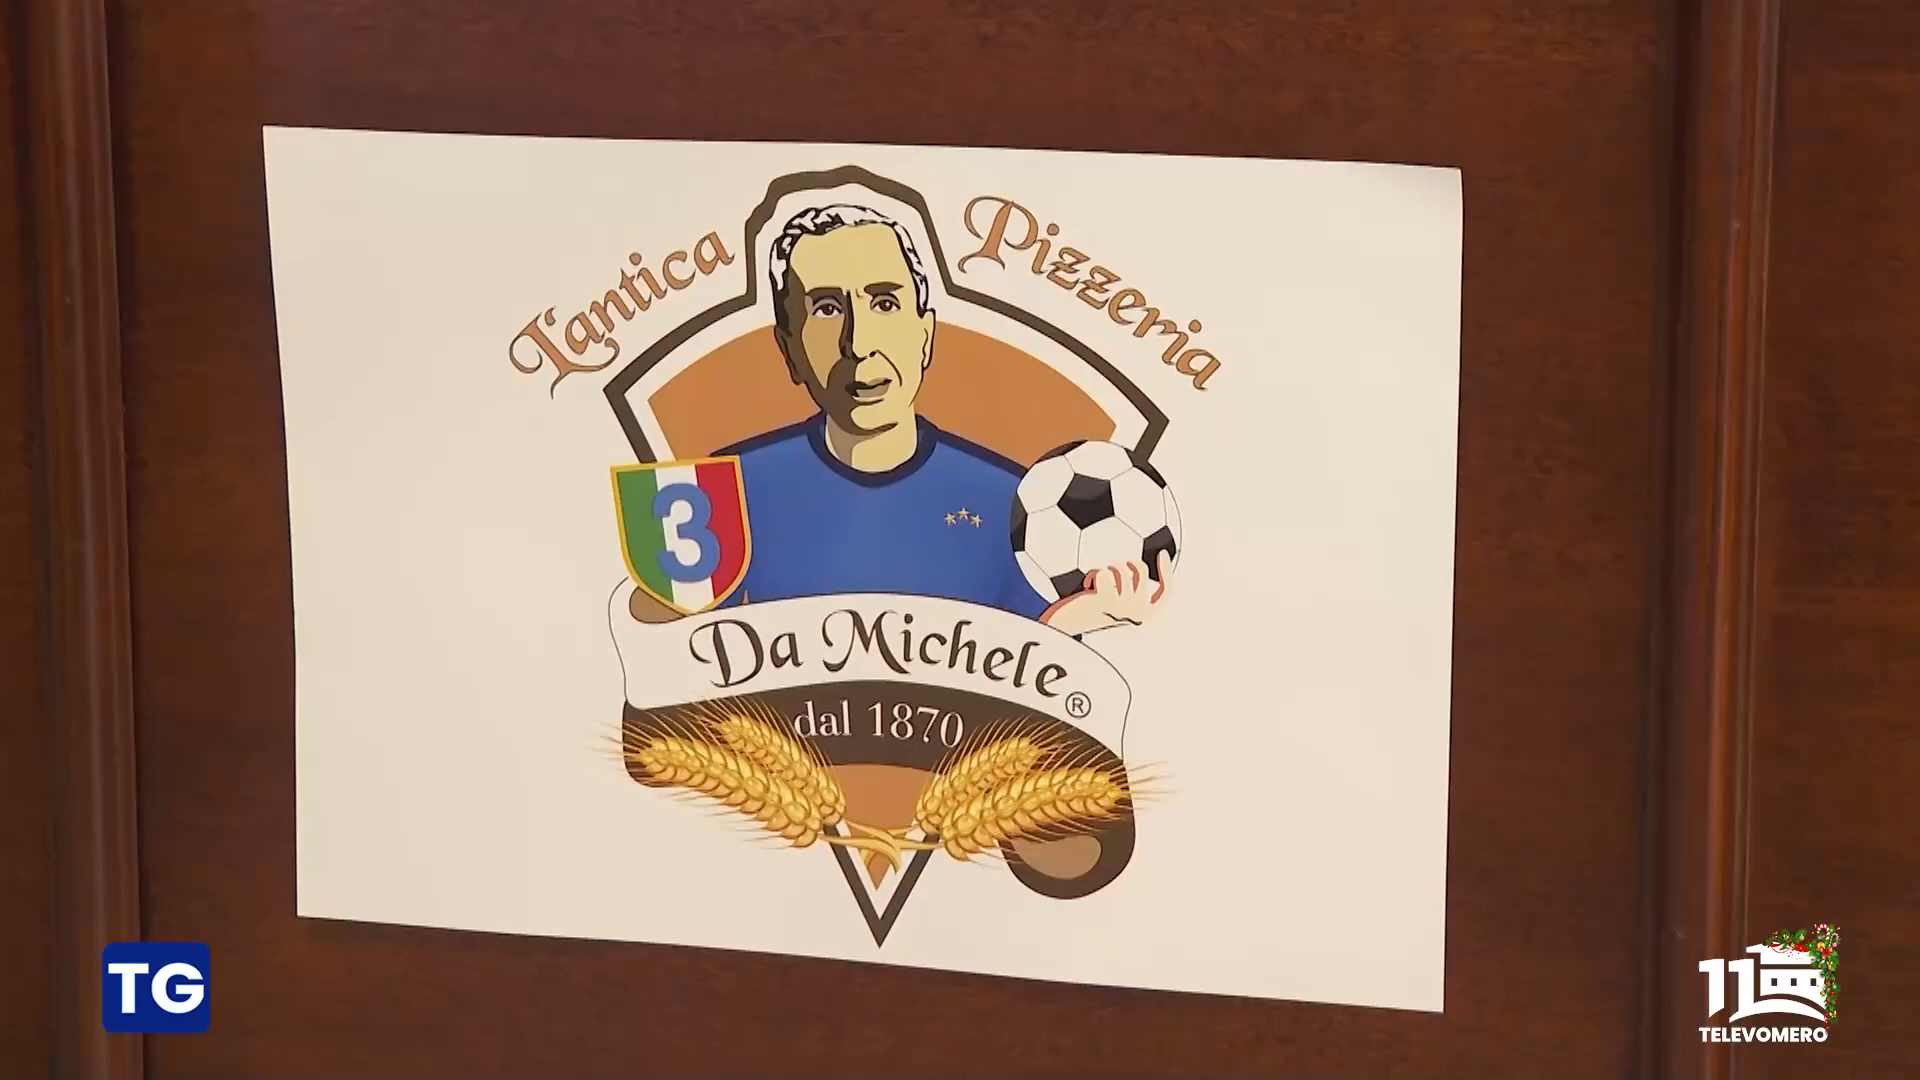 L'antica Pizzeria
3
Da Michele®
dal 1870
TG
11
TELEVOMERO